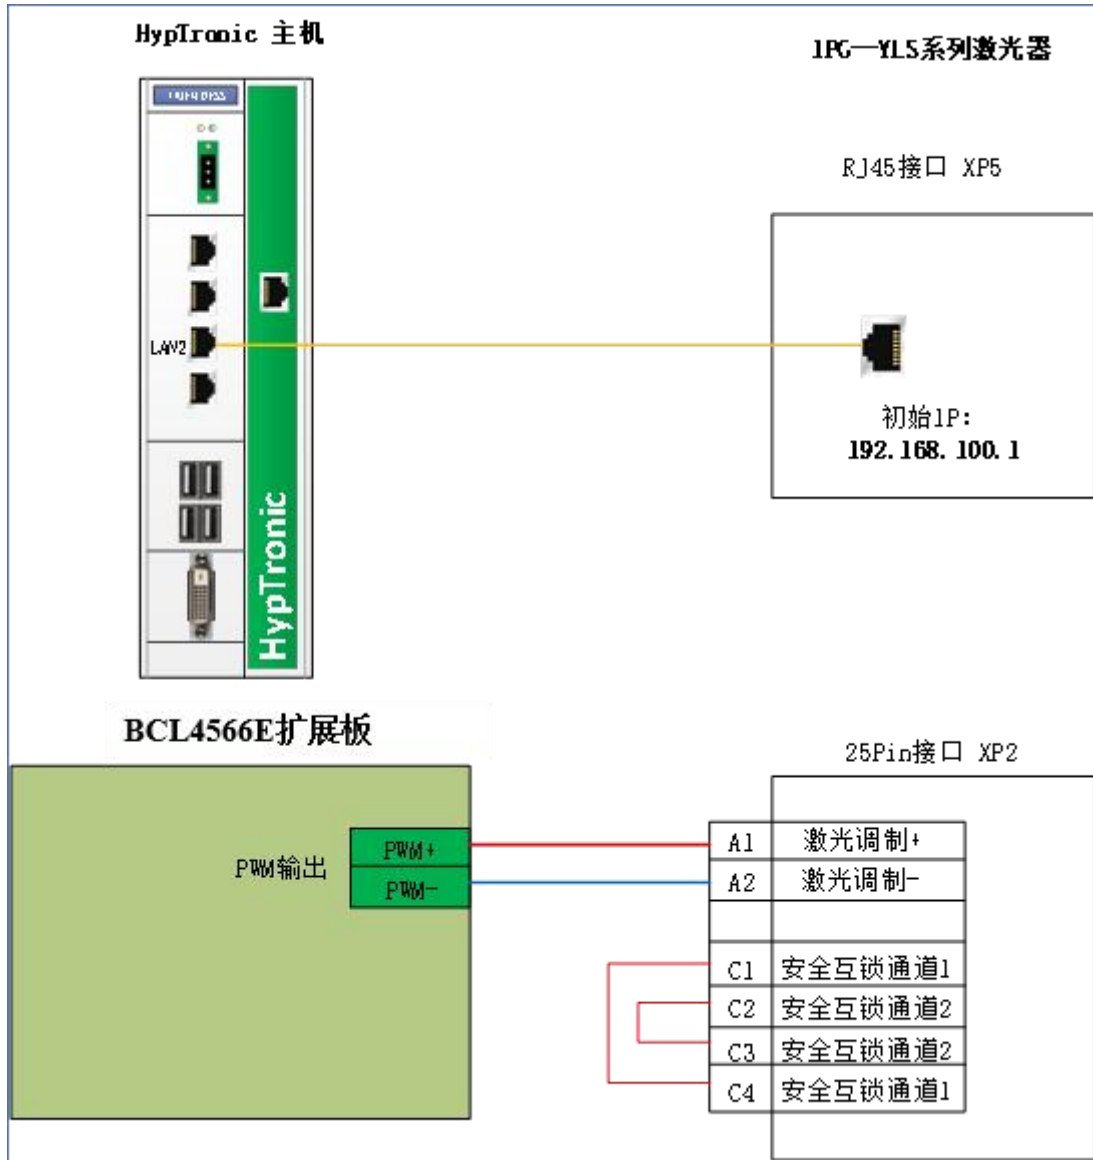 HypTronic 主机
IPG—YLS系列激光器
RJ45接口 XP5
LAN2
初始IP:
192.168.100.1
HypTronic
BCL4566E扩展板
25Pin接口 XP2
PWM输出
PWM+
PWM-
A1 激光调制+
A2 激光调制-
C1 安全互锁通道1
C2 安全互锁通道2
C3 安全互锁通道2
C4 安全互锁通道1